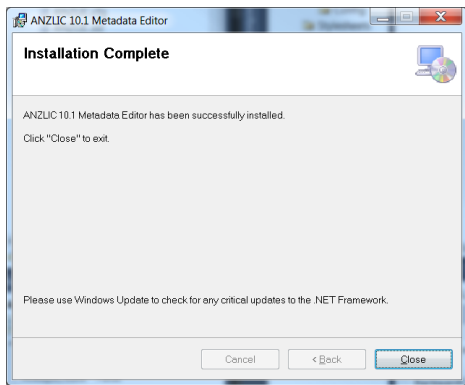 ANZLIC 10.1 Metadata Editor
Installation Complete
ANZLIC 10.1 Metadata Editor has been successfully installed.
Click "Close" to exit.
Please use Windows Update to check for any critical updates to the .NET Framework.
Cancel
< Back
Close